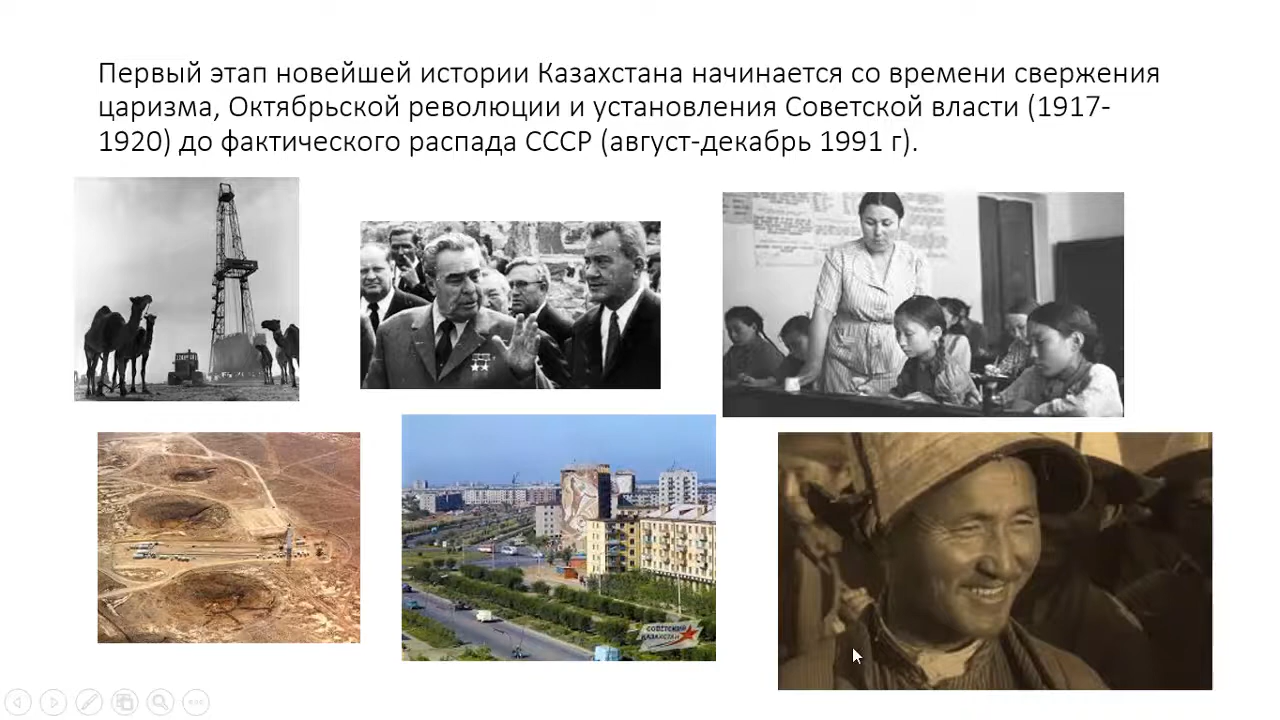 Первый этап новейшей истории Казахстана начинается со времени свержения
царизма, Октябрьской революции и установления Советской власти (1917-
1920) до фактического распада СССР (август-декабрь 1991 г).
СОВЕТСКИЙ
КАЗАХСТАН